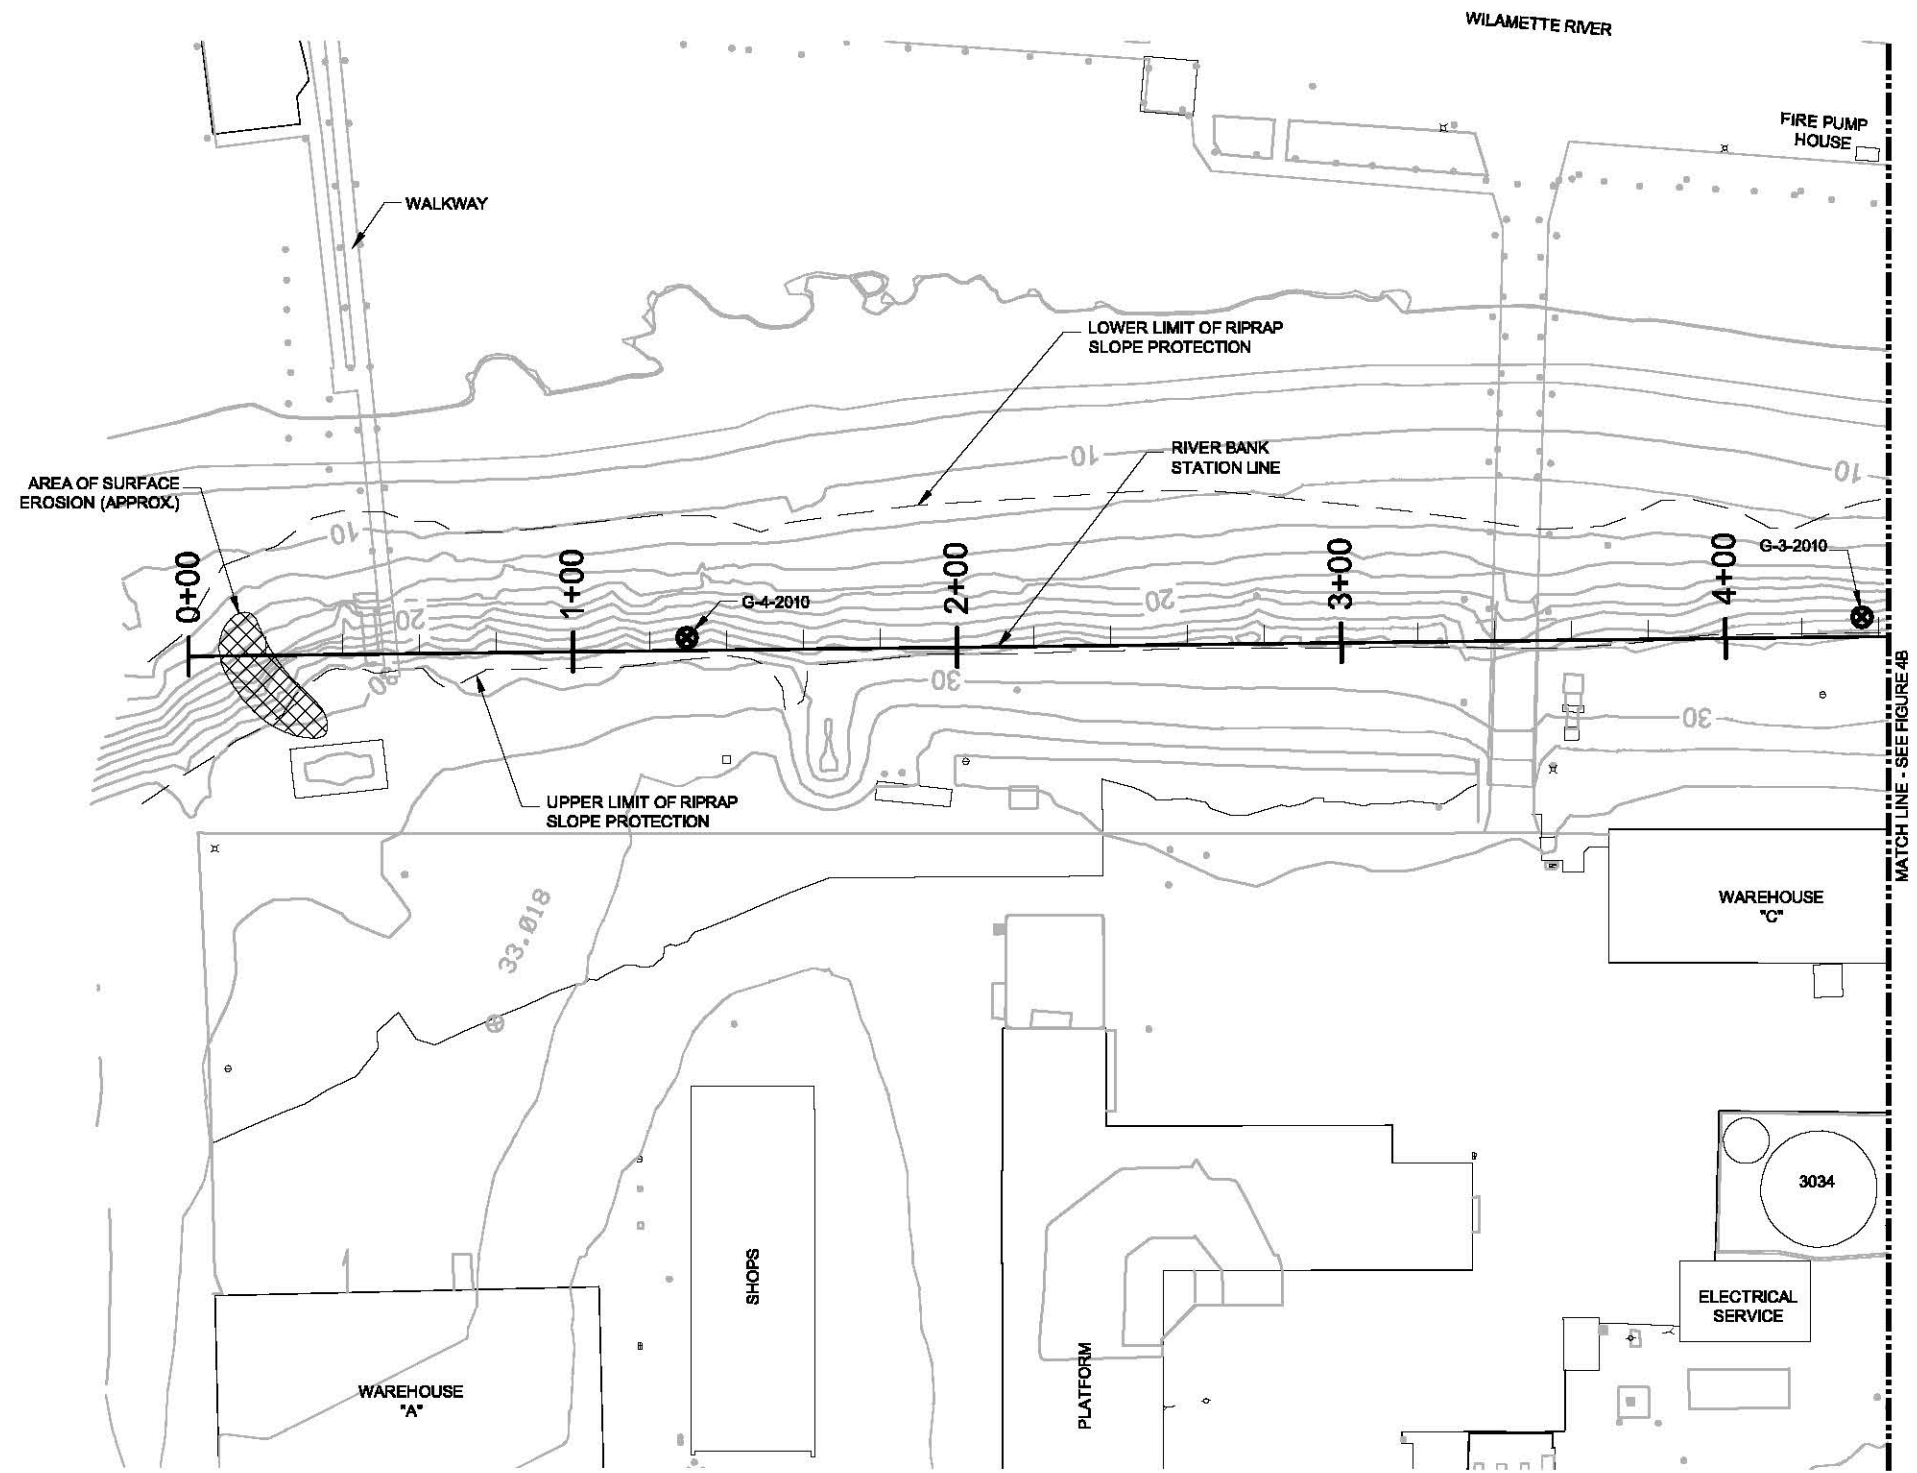 WILAMETTE RIVER
FIRE PUMP
HOUSE
WALKWAY
LOWER LIMIT OF RIPRAP
SLOPE PROTECTION
RIVER BANK
STATION LINE
10
10
AREA OF SURFACE
EROSION (APPROX.)
10
0+00
1+00
2+00
3+00
4+00
G-3-2010
G-4-2010
20
20
30
30
MATCH LINE - SEE FIGURE 4B
UPPER LIMIT OF RIPRAP
SLOPE PROTECTION
33.018
WAREHOUSE
"C"
3034
SHOPS
ELECTRICAL
SERVICE
PLATFORM
WAREHOUSE
"A"